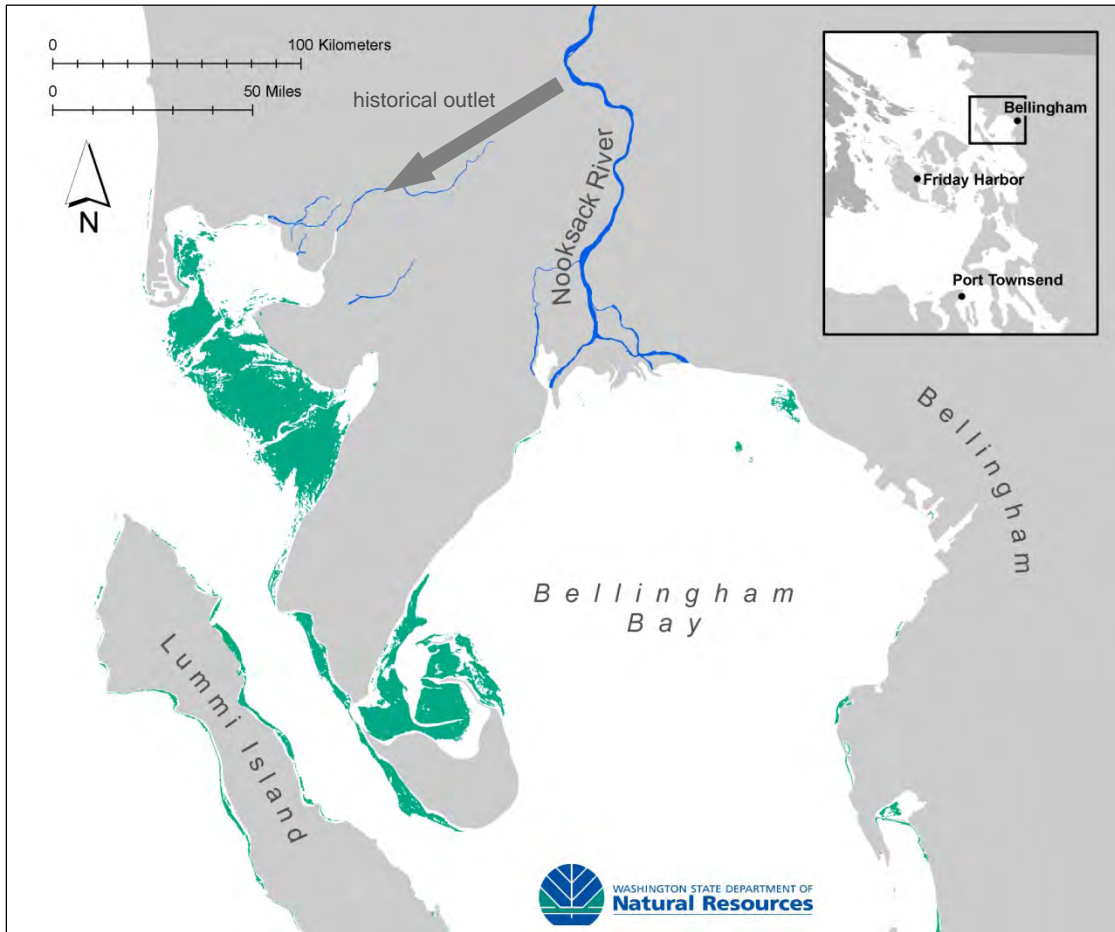 0 100 Kilometers
0 50 Miles
N
historical outlet
Nooksack River
Bellingham
Friday Harbor
Port Townsend
Bellingham
Bellingham
Bay
Lummi Island
WASHINGTON STATE DEPARTMENT OF
Natural Resources